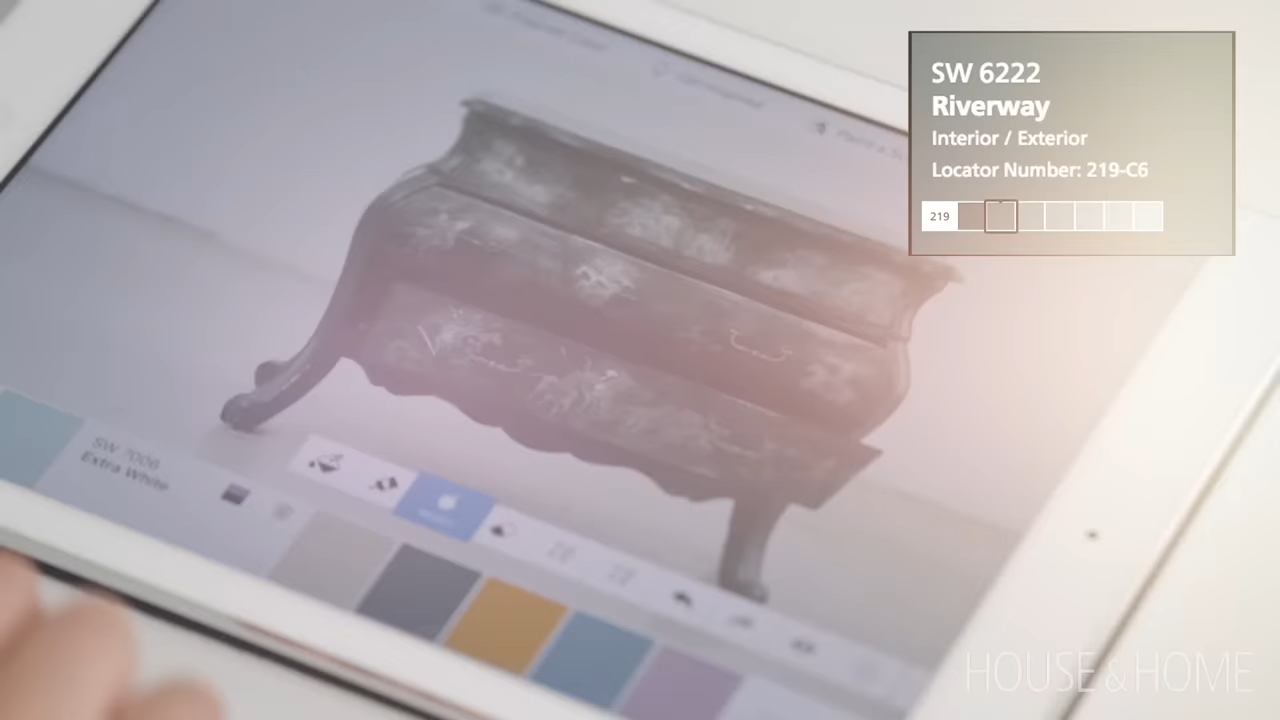 SW 6222
Riverway
Interior / Exterior
Locator Number: 219-C6
219
SW 7006
Extra White
HOUSE & HOME